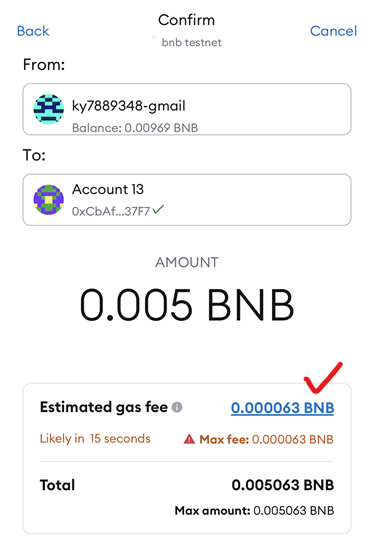 Confirm
Back
Cancel
bnb testnet
From:
ky7889348-gmail
Balance: 0.00969 BNB
To:
Account 13
0xCbAf...37F7
AMOUNT
0.005 BNB
Estimated gas fee 0.000063 BNB
Likely in 15 seconds Max fee: 0.000063 BNB
Total 0.005063 BNB
Max amount: 0.005063 BNB